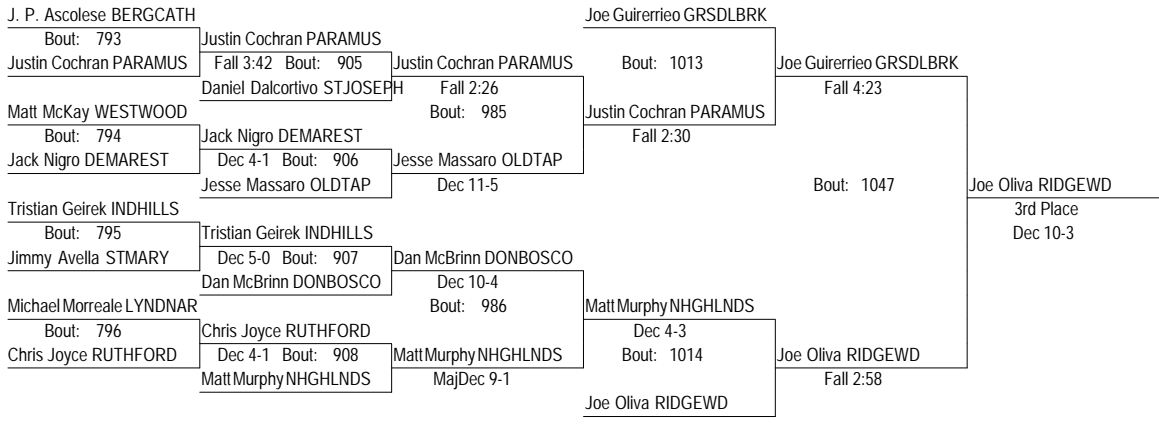 J. P. Ascolese BERGCATH
Bout: 793
Justin Cochran PARAMUS
Matt McKay WESTWOOD
Bout: 794
Jack Nigro DEMAREST
Tristian Geirek INDHILLS
Bout: 795
Jimmy Avella STMARY
Michael Morreale LYNDNAR
Bout: 796
Chris Joyce RUTHFORD
Justin Cochran PARAMUS
Fall 3:42 Bout: 905
Daniel Dalcortivo STJOSEPH
Jack Nigro DEMAREST
Dec 4-1 Bout: 906
Jesse Massaro OLDTAP
Tristian Geirek INDHILLS
Dec 5-0 Bout: 907
Dan McBrinn DONBOSCO
Chris Joyce RUTHFORD
Dec 4-1 Bout: 908
Matt Murphy NHGHLNDS
Justin Cochran PARAMUS
Fall 2:26
Bout: 985
Jesse Massaro OLDTAP
Dec 11-5
Dan McBrinn DONBOSCO
Dec 10-4
Bout: 986
Matt Murphy NHGHLNDS
MajDec 9-1
Joe Guirerrieo GRSDLBRK
Bout: 1013
Justin Cochran PARAMUS
Fall 2:30
Matt Murphy NHGHLNDS
Dec 4-3
Bout: 1014
Joe Oliva RIDGEWD
Joe Guirerrieo GRSDLBRK
Fall 4:23
Bout: 1047
Joe Oliva RIDGEWD
Fall 2:58
Joe Oliva RIDGEWD
3rd Place
Dec 10-3